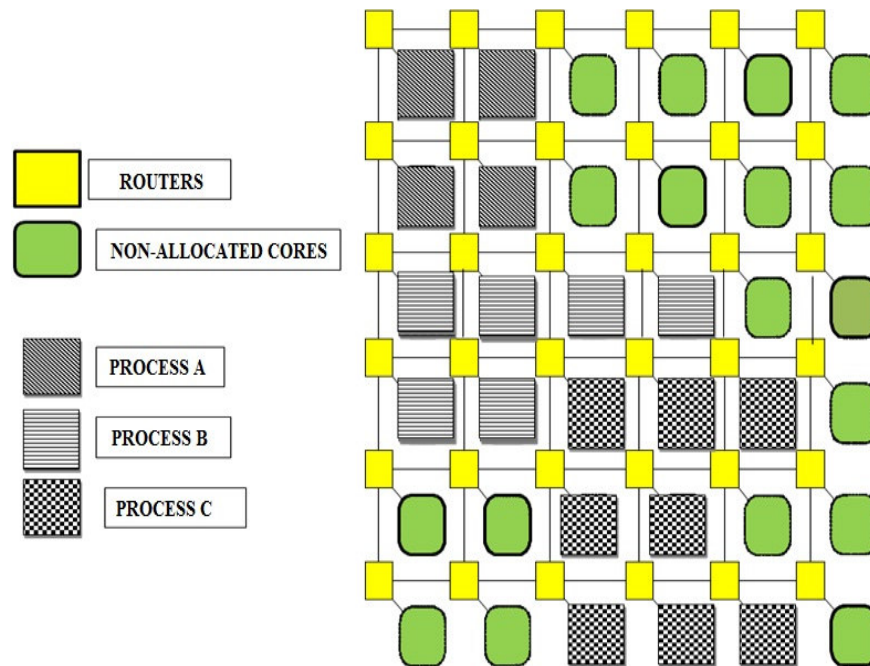 ROUTERS
NON-ALLOCATED CORES
PROCESS A
PROCESS B
PROCESS C